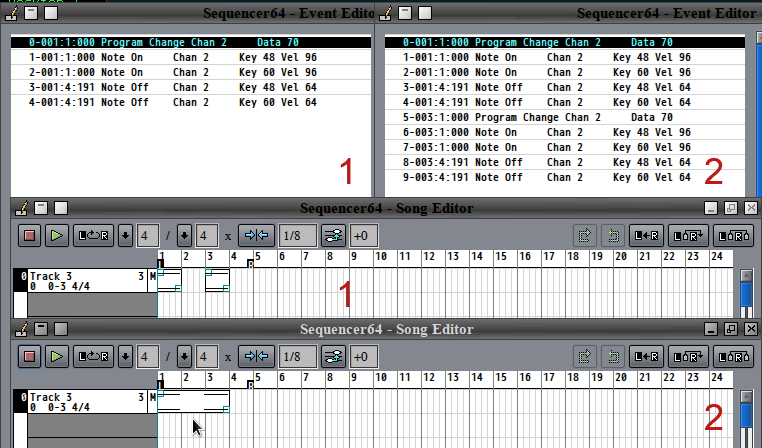 Sequencer64 - Event Edito
0-001:1:000 Program Change Chan 2 Data 70
1-001:1:000 Note On Chan 2 Key 48 Vel 96
2-001:1:000 Note On Chan 2 Key 60 Vel 96
3-001:4:191 Note Off Chan 2 Key 48 Vel 64
4-001:4:191 Note Off Chan 2 Key 60 Vel 64
1
Sequencer64 - Event Editor
0-001:1:000 Program Change Chan 2 Data 70
1-001:1:000 Note On Chan 2 Key 48 Vel 96
2-001:1:000 Note On Chan 2 Key 60 Vel 96
3-001:4:191 Note Off Chan 2 Key 48 Vel 64
4-001:4:191 Note Off Chan 2 Key 60 Vel 64
5-003:1:000 Program Change Chan 2 Data 70
6-003:1:000 Note On Chan 2 Key 48 Vel 96
7-003:1:000 Note On Chan 2 Key 60 Vel 96
8-003:4:191 Note Off Chan 2 Key 48 Vel 64
9-003:4:191 Note Off Chan 2 Key 60 Vel 64
2
Sequencer64 - Song Editor
L R 4 / 4 x 1/8 +0 L R L R L R
1 2 3 4 5 6 7 8 9 10 11 12 13 14 15 16 17 18 19 20 21 22 23 24
L R
0 Track 3 3 M
0 0-3 4/4
1
Sequencer64 - Song Editor
L R 4 / 4 x 1/8 +0 L R L R L R
1 2 3 4 5 6 7 8 9 10 11 12 13 14 15 16 17 18 19 20 21 22 23 24
L R
0 Track 3 3 M
0 0-3 4/4
2